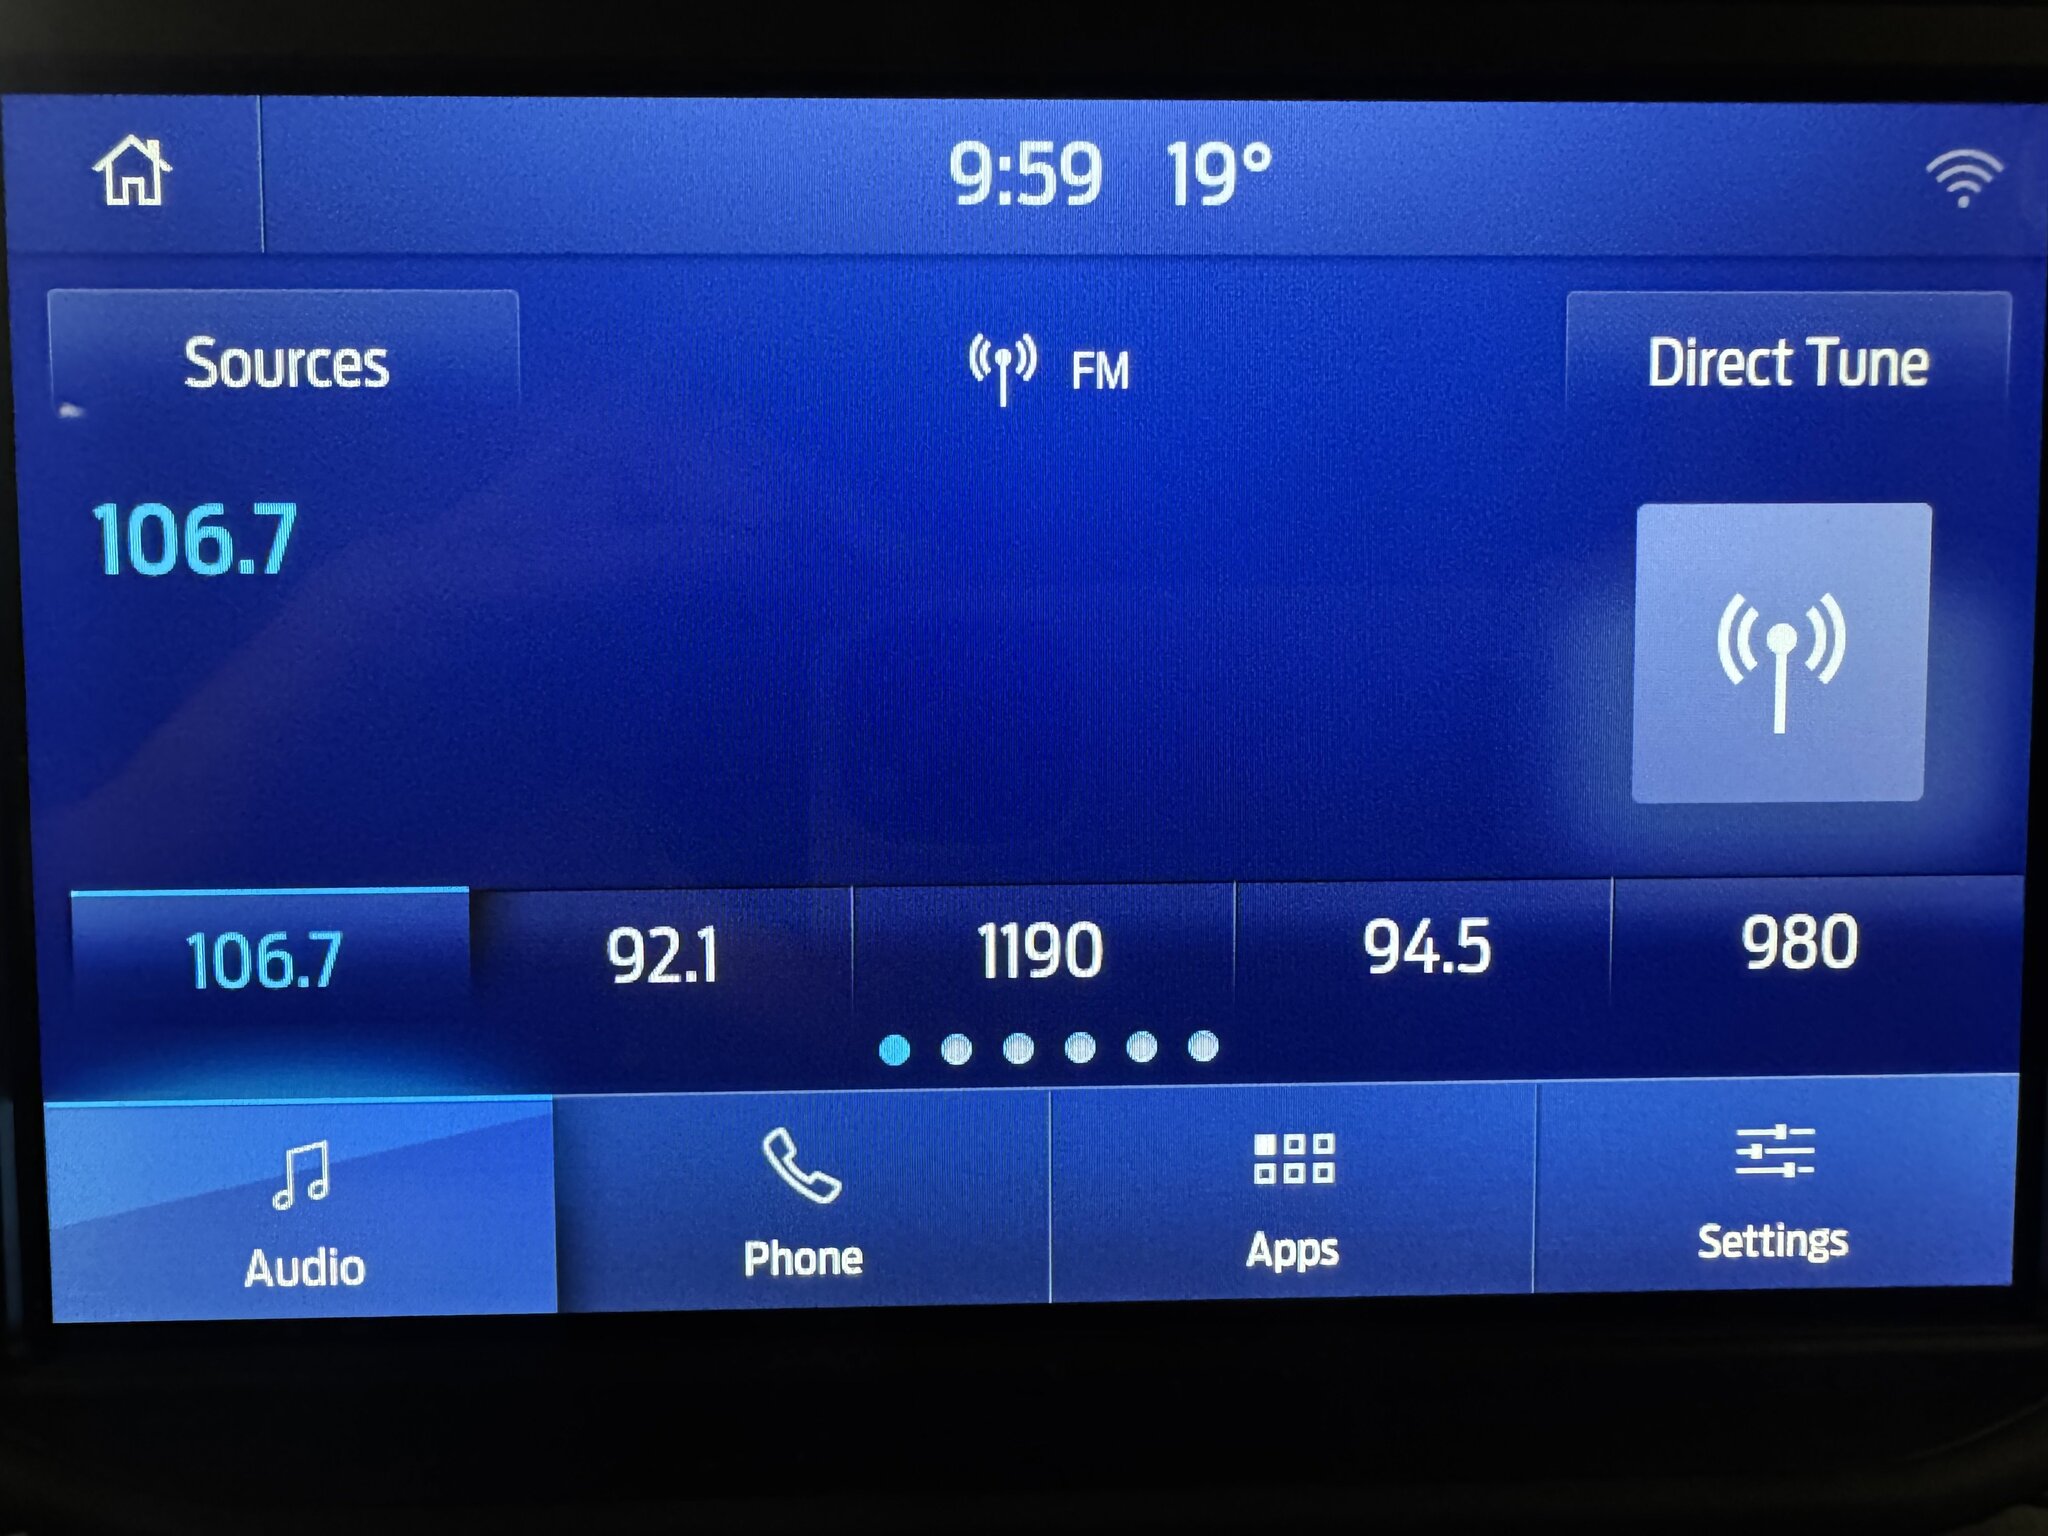 9:59 19°
Sources
FM
Direct Tune
106.7
106.7 92.1 1190 94.5 980
Audio Phone Apps Settings